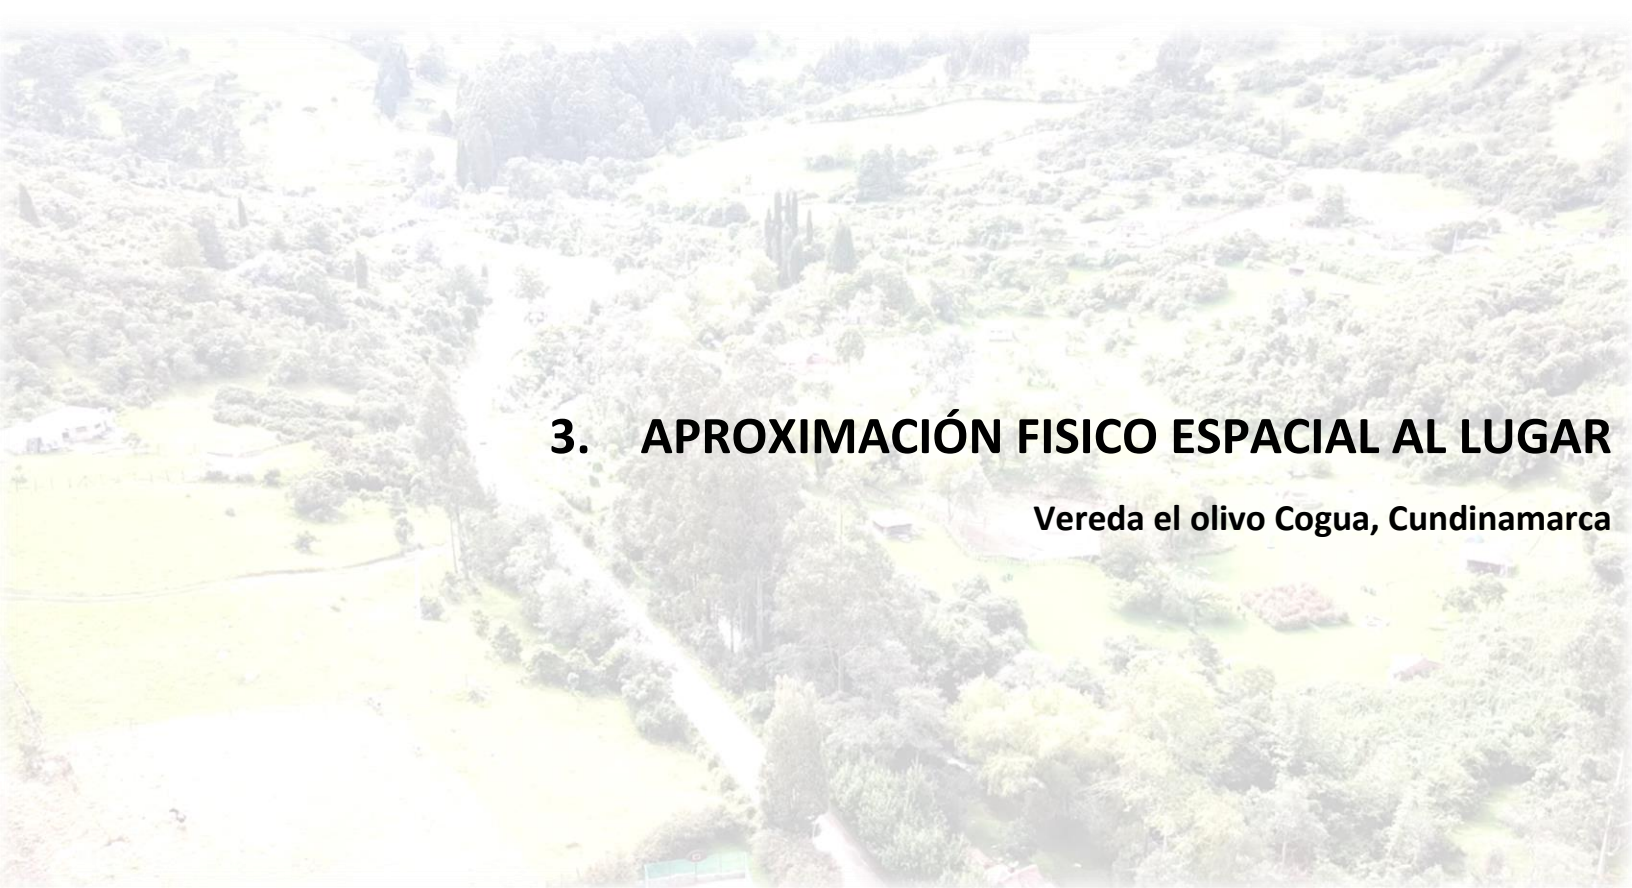 3. APROXIMACIÓN FISICO ESPACIAL AL LUGAR
Vereda el olivo Cogua, Cundinamarca